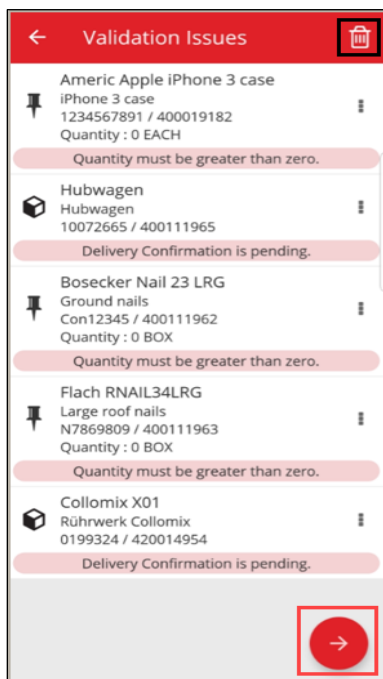 Validation Issues
Americ Apple iPhone 3 case
iPhone 3 case
1234567891 / 400019182
Quantity : 0 EACH
Quantity must be greater than zero.
Hubwagen
Hubwagen
10072665 / 400111965
Delivery Confirmation is pending.
Bosecker Nail 23 LRG
Ground nails
Con12345 / 400111962
Quantity : 0 BOX
Quantity must be greater than zero.
Flach RNAIL34LRG
Large roof nails
N7869809 / 400111963
Quantity : 0 BOX
Quantity must be greater than zero.
Collomix X01
Rührwerk Collomix
0199324 / 420014954
Delivery Confirmation is pending.